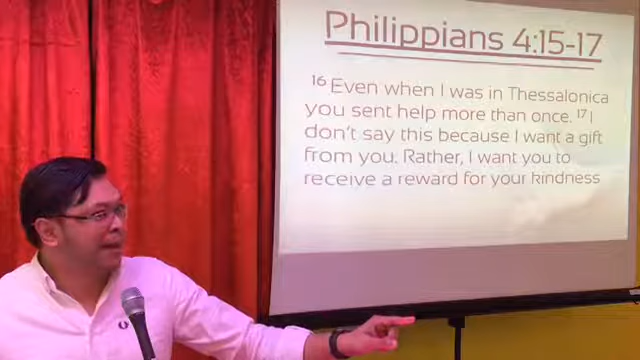 Philippians 4:15-17
16 Even when I was in Thessalonica
you sent help more than once. 17 I
don't say this because I want a gift
from you. Rather, I want you to
receive a reward for your kindness